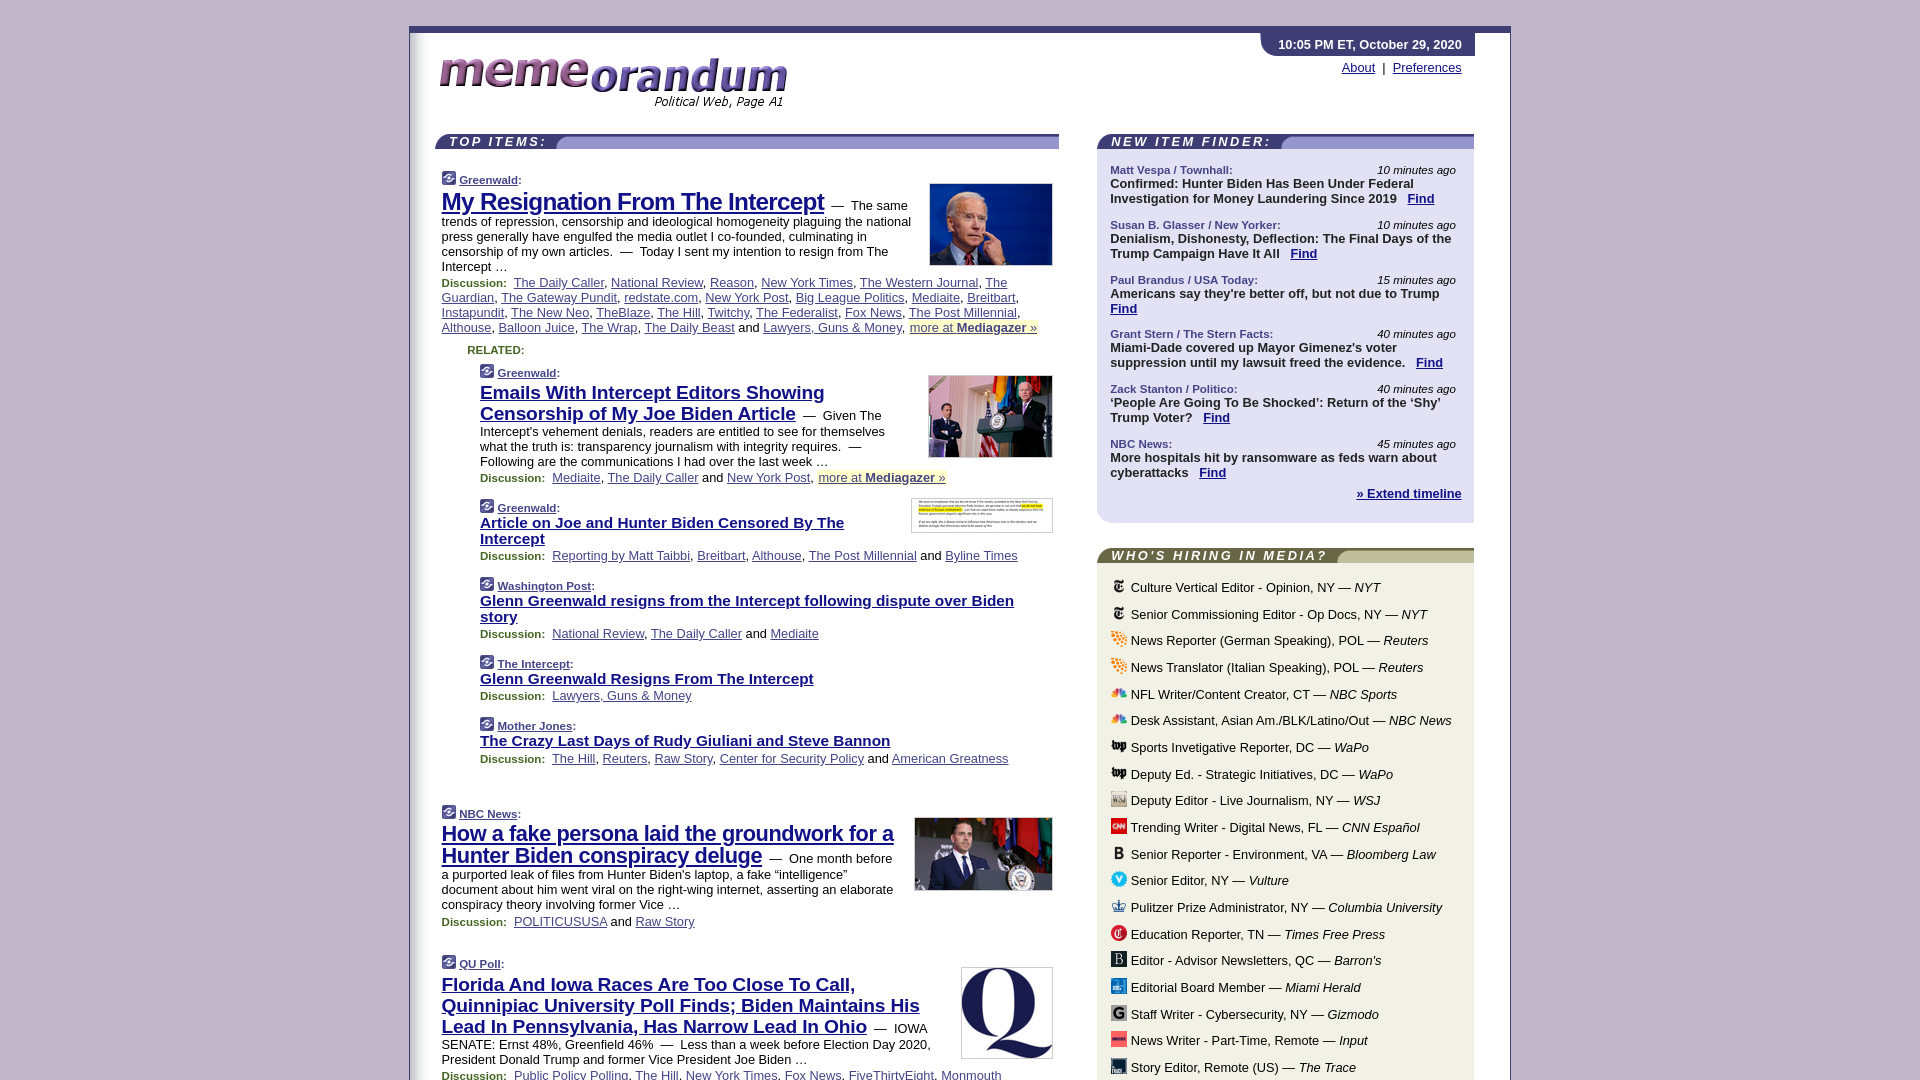 10:05 PM ET, October 29, 2020
About | Preferences
memeorandum
Political Web, Page A1
TOP ITEMS:
Greenwald:
My Resignation From The Intercept — The same
trends of repression, censorship and ideological homogeneity plaguing the national
press generally have engulfed the media outlet I co-founded, culminating in
censorship of my own articles. — Today I sent my intention to resign from The
Intercept …
Discussion: The Daily Caller, National Review, Reason, New York Times, The Western Journal, The
Guardian, The Gateway Pundit, redstate.com, New York Post, Big League Politics, Mediaite, Breitbart,
Instapundit, The New Neo, TheBlaze, The Hill, Twitchy, The Federalist, Fox News, The Post Millennial,
Althouse, Balloon Juice, The Wrap, The Daily Beast and Lawyers, Guns & Money, more at Mediagazer »
RELATED:
Greenwald:
Emails With Intercept Editors Showing
Censorship of My Joe Biden Article — Given The
Intercept's vehement denials, readers are entitled to see for themselves
what the truth is: transparency journalism with integrity requires. —
Following are the communications I had over the last week …
Discussion: Mediaite, The Daily Caller and New York Post, more at Mediagazer »
Greenwald:
Article on Joe and Hunter Biden Censored By The
Intercept
Discussion: Reporting by Matt Taibbi, Breitbart, Althouse, The Post Millennial and Byline Times
Washington Post:
Glenn Greenwald resigns from the Intercept following dispute over Biden
story
Discussion: National Review, The Daily Caller and Mediaite
The Intercept:
Glenn Greenwald Resigns From The Intercept
Discussion: Lawyers, Guns & Money
Mother Jones:
The Crazy Last Days of Rudy Giuliani and Steve Bannon
Discussion: The Hill, Reuters, Raw Story, Center for Security Policy and American Greatness
NBC News:
How a fake persona laid the groundwork for a
Hunter Biden conspiracy deluge — One month before
a purported leak of files from Hunter Biden's laptop, a fake “intelligence”
document about him went viral on the right-wing internet, asserting an elaborate
conspiracy theory involving former Vice …
Discussion: POLITICUSUSA and Raw Story
QU Poll:
Florida And Iowa Races Are Too Close To Call,
Quinnipiac University Poll Finds; Biden Maintains His
Lead In Pennsylvania, Has Narrow Lead In Ohio — IOWA
SENATE: Ernst 48%, Greenfield 46% — Less than a week before Election Day 2020,
President Donald Trump and former Vice President Joe Biden …
Q
Discussion: Public Policy Polling, The Hill, New York Times, Fox News, FiveThirtyEight, Monmouth
NEW ITEM FINDER:
Matt Vespa / Townhall: 10 minutes ago
Confirmed: Hunter Biden Has Been Under Federal
Investigation for Money Laundering Since 2019 Find
Susan B. Glasser / New Yorker: 10 minutes ago
Denialism, Dishonesty, Deflection: The Final Days of the
Trump Campaign Have It All Find
Paul Brandus / USA Today: 15 minutes ago
Americans say they're better off, but not due to Trump
Find
Grant Stern / The Stern Facts: 40 minutes ago
Miami-Dade covered up Mayor Gimenez's voter
suppression until my lawsuit freed the evidence. Find
Zack Stanton / Politico: 40 minutes ago
‘People Are Going To Be Shocked’: Return of the ‘Shy’
Trump Voter? Find
NBC News: 45 minutes ago
More hospitals hit by ransomware as feds warn about
cyberattacks Find
» Extend timeline
WHO'S HIRING IN MEDIA?
Culture Vertical Editor - Opinion, NY — NYT
Senior Commissioning Editor - Op Docs, NY — NYT
News Reporter (German Speaking), POL — Reuters
News Translator (Italian Speaking), POL — Reuters
NFL Writer/Content Creator, CT — NBC Sports
Desk Assistant, Asian Am./BLK/Latino/Out — NBC News
Sports Invetigative Reporter, DC — WaPo
Deputy Ed. - Strategic Initiatives, DC — WaPo
Deputy Editor - Live Journalism, NY — WSJ
Trending Writer - Digital News, FL — CNN Español
Senior Reporter - Environment, VA — Bloomberg Law
Senior Editor, NY — Vulture
Pulitzer Prize Administrator, NY — Columbia University
Education Reporter, TN — Times Free Press
Editor - Advisor Newsletters, QC — Barron's
Editorial Board Member — Miami Herald
Staff Writer - Cybersecurity, NY — Gizmodo
News Writer - Part-Time, Remote — Input
Story Editor, Remote (US) — The Trace